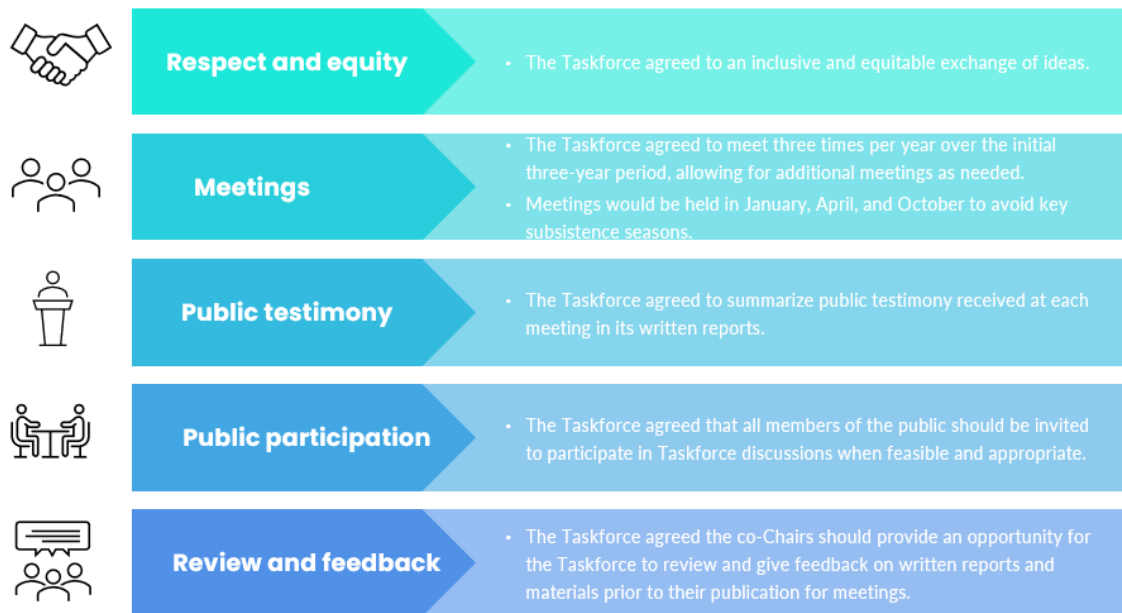 Respect and equity
• The Taskforce agreed to an inclusive and equitable exchange of ideas.
Meetings
• The Taskforce agreed to meet three times per year over the initial
three-year period, allowing for additional meetings as needed.
• Meetings would be held in January, April, and October to avoid key
subsistence seasons.
Public testimony
• The Taskforce agreed to summarize public testimony received at each
meeting in its written reports.
Public participation
• The Taskforce agreed that all members of the public should be invited
to participate in Taskforce discussions when feasible and appropriate.
Review and feedback
• The Taskforce agreed the co-Chairs should provide an opportunity for
the Taskforce to review and give feedback on written reports and
materials prior to their publication for meetings.